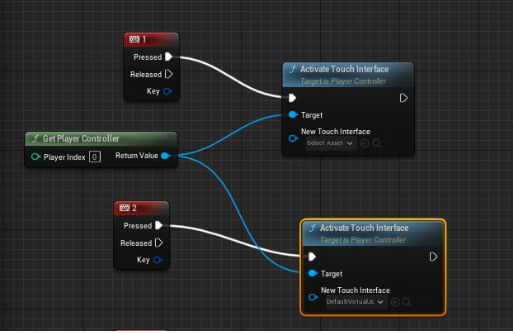 1
Pressed
Released
Key
Activate Touch Interface
Target is Player Controller
Target
New Touch Interface
Select Asset
Get Player Controller
Player Index 0 Return Value
2
Pressed
Released
Key
Activate Touch Interface
Target is Player Controller
Target
New Touch Interface